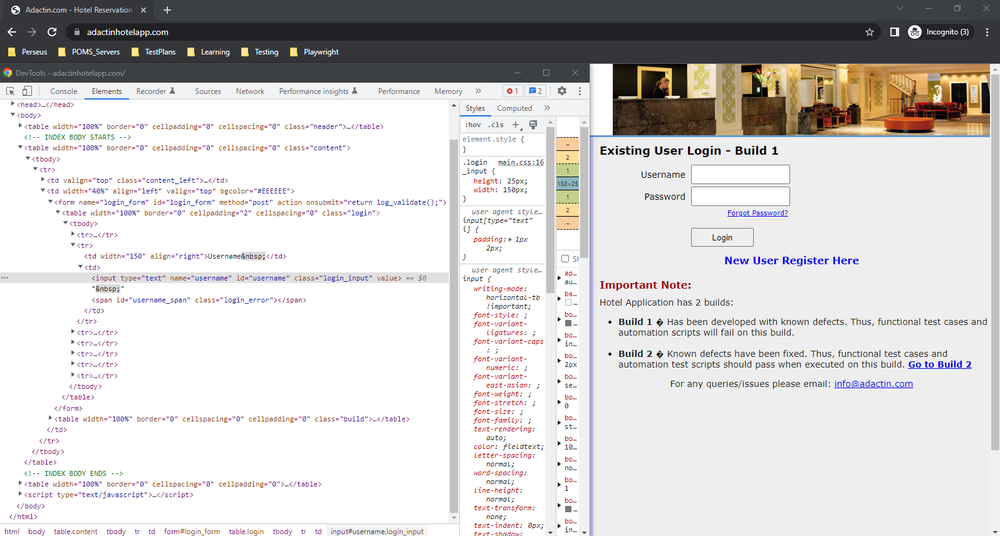 Adactin.com - Hotel Reservation
adactinhotelapp.com
Incognito (3)
Perseus
POMS_Servers
TestPlans
Learning
Testing
Playwright
DevTools - adactinhotelapp.com/
Console
Elements
Recorder
Sources
Network
Performance insights
Performance
Memory
1
2
<head>…</head>
<body>
<table width="100%" border="0" cellpadding="0" cellspacing="0" class="header">…</table>
<!-- INDEX BODY STARTS -->
<table width="100%" border="0" cellpadding="0" cellspacing="0" class="content">
<tbody>
<tr>
<td valign="top" class="content_left">…</td>
<td width="40%" align="left" valign="top" bgcolor="#EEEEEE">
<form name="login_form" id="login_form" method="post" action onsubmit="return log_validate();">
<table width="100%" border="0" cellpadding="2" cellspacing="0" class="login">
<tbody>
<tr>…</tr>
<tr>
<td width="150" align="right">Username&nbsp;</td>
<td>
<input type="text" name="username" id="username" class="login_input" value> == $0
"&nbsp;"
<span id="username_span" class="login_error"></span>
</td>
</tr>
<tr>…</tr>
<tr>…</tr>
<tr>…</tr>
<tr>…</tr>
<tr>…</tr>
</tbody>
</table>
</form>
<table width="100%" border="0" cellspacing="0" cellpadding="0" class="build">…</table>
</td>
</tr>
</tbody>
</table>
<!-- INDEX BODY ENDS -->
<table width="100%" border="0" cellspacing="0" cellpadding="0">…</table>
<script type="text/javascript">…</script>
</body>
</html>
html body table.content tbody tr td form#login_form table.login tbody tr td input#username.login_input
Styles
Computed
:hov .cls
element.style {
}
.login main.css:16
_input {
height: 25px;
width: 150px;
}
user agent style…
input[type="text"
i] {
padding: 1px
2px;
}
user agent style…
input {
writing-mode:
horizontal-tb
!important;
font-style: ;
font-variant-
ligatures: ;
font-variant-caps
: ;
font-variant-
numeric: ;
font-variant-
east-asian: ;
font-weight: ;
font-stretch: ;
font-size: ;
font-family: ;
text-rendering:
auto;
color: fieldtext;
letter-spacing:
normal;
word-spacing:
normal;
line-height:
normal;
text-transform:
none;
text-indent: 0px;
text-shadow:
-
2
1
150×25
1
2
-
ap…
au…
ba…
…
bo…
…
bo…
in…
bo…
2px
bo…
se…
bo…
0
bo…
st…
bo…
10…
bo…
no…
bo…
1
bo…
…
bo…
in…
Existing User Login - Build 1
Username
Password
Forgot Password?
Login
New User Register Here
Important Note:
Hotel Application has 2 builds:
• Build 1 � Has been developed with known defects. Thus, functional test cases and
automation scripts will fail on this build.
• Build 2 � Known defects have been fixed. Thus, functional test cases and
automation test scripts should pass when executed on this build. Go to Build 2
For any queries/issues please email: info@adactin.com